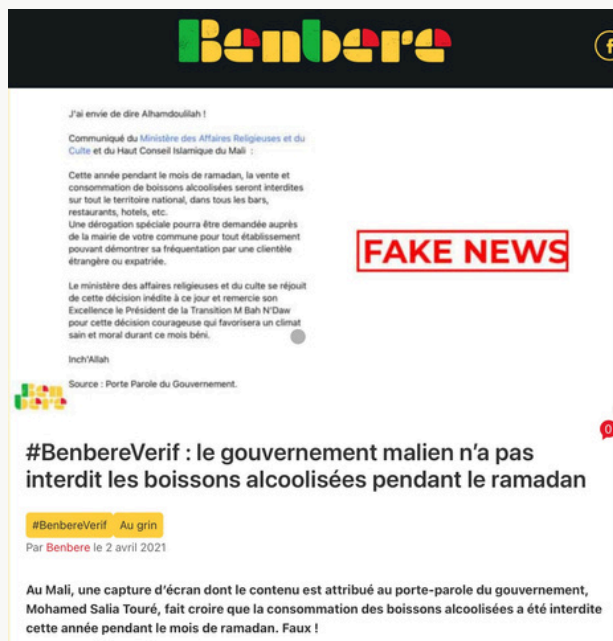 Benbere
f
J'ai envie de dire Alhamdoulilah !
Communiqué du Ministère des Affaires Religieuses et du
Culte et du Haut Conseil Islamique du Mali :
Cette année pendant le mois de ramadan, la vente et
consommation de boissons alcoolisées seront interdites
sur tout le territoire national, dans tous les bars,
restaurants, hotels, etc.
Une dérogation spéciale pourra être demandée auprès
de la mairie de votre commune pour tout établissement
pouvant démontrer sa fréquentation par une clientèle
étrangère ou expatriée.
Le ministère des affaires religieuses et du culte se réjouit
de cette décision inédite à ce jour et remercie son
Excellence le Président de la Transition M Bah N'Daw
pour cette décision courageuse qui favorisera un climat
sain et moral durant ce mois béni.
Inch'Allah
Source : Porte Parole du Gouvernement.
FAKE NEWS
Ben
bere
0
#BenbereVerif : le gouvernement malien n'a pas
interdit les boissons alcoolisées pendant le ramadan
#BenbereVerif Au grin
Par Benbere le 2 avril 2021
Au Mali, une capture d'écran dont le contenu est attribué au porte-parole du gouvernement,
Mohamed Salia Touré, fait croire que la consommation des boissons alcoolisées a été interdite
cette année pendant le mois de ramadan. Faux !